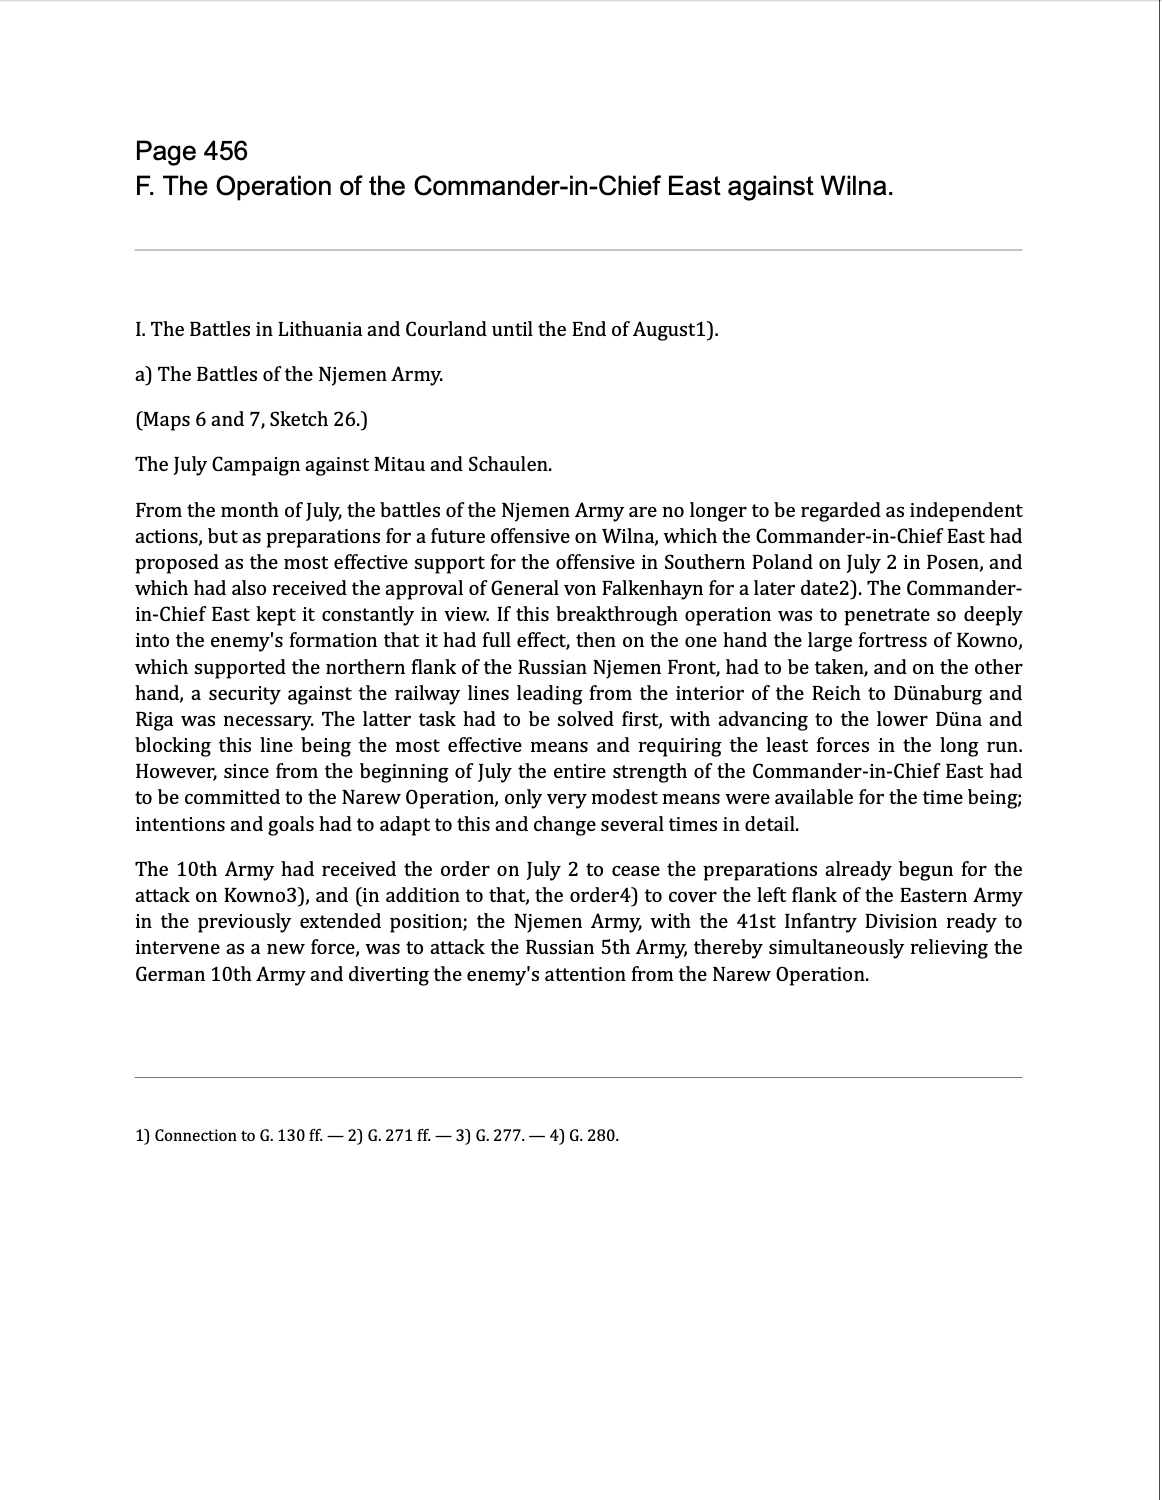 Page 456
F. The Operation of the Commander-in-Chief East against Wilna.
I. The Battles in Lithuania and Courland until the End of August1).
a) The Battles of the Njemen Army.
(Maps 6 and 7, Sketch 26.)
The July Campaign against Mitau and Schaulen.
From the month of July, the battles of the Njemen Army are no longer to be regarded as independent
actions, but as preparations for a future offensive on Wilna, which the Commander-in-Chief East had
proposed as the most effective support for the offensive in Southern Poland on July 2 in Posen, and
which had also received the approval of General von Falkenhayn for a later date2). The Commander-
in-Chief East kept it constantly in view. If this breakthrough operation was to penetrate so deeply
into the enemy's formation that it had full effect, then on the one hand the large fortress of Kowno,
which supported the northern flank of the Russian Njemen Front, had to be taken, and on the other
hand, a security against the railway lines leading from the interior of the Reich to Dünaburg and
Riga was necessary. The latter task had to be solved first, with advancing to the lower Düna and
blocking this line being the most effective means and requiring the least forces in the long run.
However, since from the beginning of July the entire strength of the Commander-in-Chief East had
to be committed to the Narew Operation, only very modest means were available for the time being;
intentions and goals had to adapt to this and change several times in detail.
The 10th Army had received the order on July 2 to cease the preparations already begun for the
attack on Kowno3), and (in addition to that, the order4) to cover the left flank of the Eastern Army
in the previously extended position; the Njemen Army, with the 41st Infantry Division ready to
intervene as a new force, was to attack the Russian 5th Army, thereby simultaneously relieving the
German 10th Army and diverting the enemy's attention from the Narew Operation.
1) Connection to G. 130 ff. — 2) G. 271 ff. — 3) G. 277. — 4) G. 280.